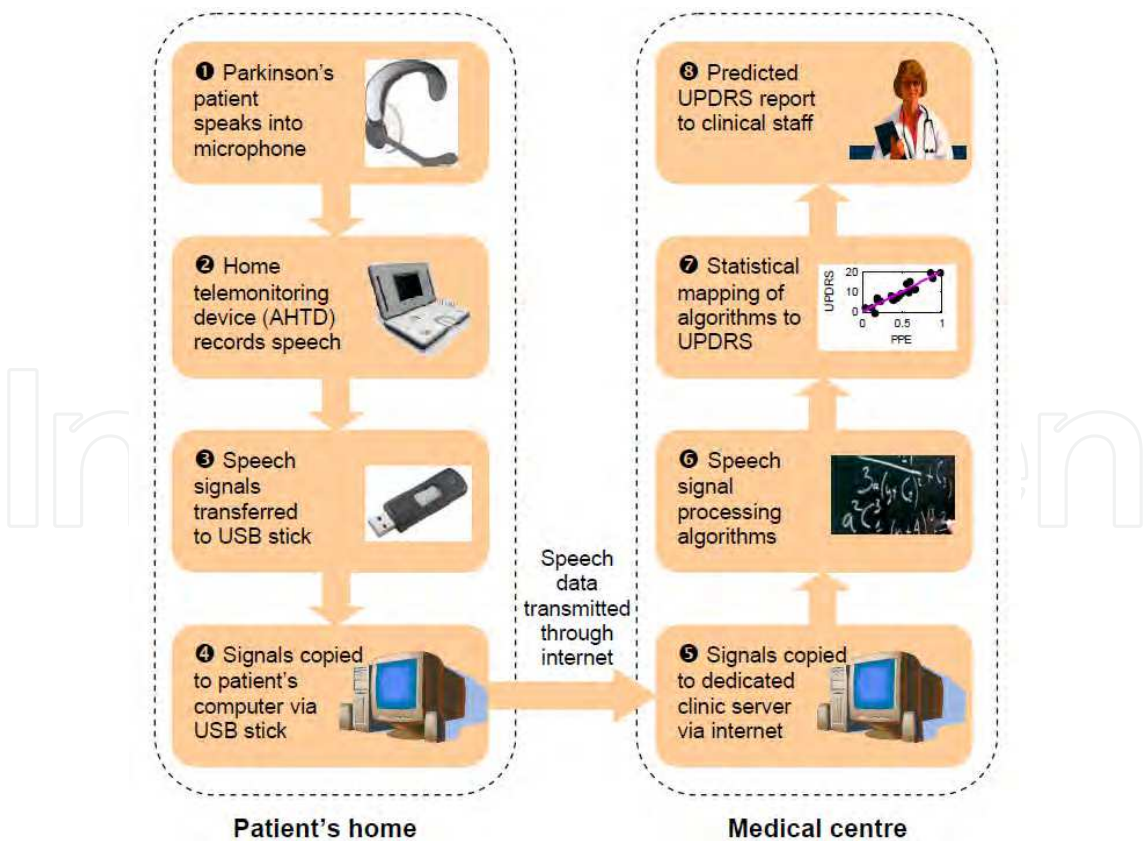 ❶ Parkinson's
patient
speaks into
microphone
❷ Home
telemonitoring
device (AHTD)
records speech
❸ Speech
signals
transferred
to USB stick
❹ Signals copied
to patient's
computer via
USB stick
Speech
data
transmitted
through
internet
❺ Signals copied
to dedicated
clinic server
via internet
❻ Speech
signal
processing
algorithms
❼ Statistical
mapping of
algorithms to
UPDRS
UPDRS
20
10
0
0 0.5 1
PPE
❽ Predicted
UPDRS report
to clinical staff
Patient's home
Medical centre